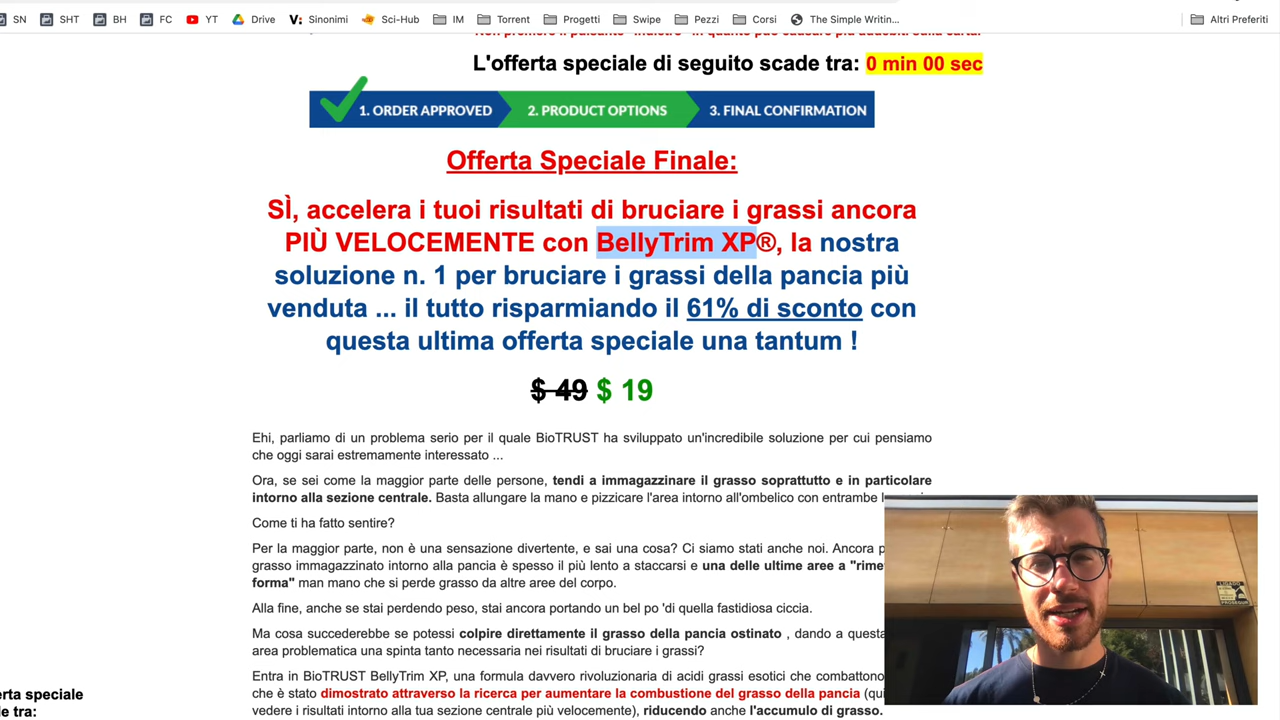 SN SHT BH FC YT Drive Sinonimi Sci-Hub IM Torrent Progetti Swipe Pezzi Corsi The Simple Writin... Altri Preferiti
L'offerta speciale di seguito scade tra: 0 min 00 sec
1. ORDER APPROVED 2. PRODUCT OPTIONS 3. FINAL CONFIRMATION
Offerta Speciale Finale:
SÌ, accelera i tuoi risultati di bruciare i grassi ancora
PIÙ VELOCEMENTE con BellyTrim XP®, la nostra
soluzione n. 1 per bruciare i grassi della pancia più
venduta ... il tutto risparmiando il 61% di sconto con
questa ultima offerta speciale una tantum !
$ 49 $ 19
Ehi, parliamo di un problema serio per il quale BioTRUST ha sviluppato un'incredibile soluzione per cui pensiamo
che oggi sarai estremamente interessato ...
Ora, se sei come la maggior parte delle persone, tendi a immagazzinare il grasso soprattutto e in particolare
intorno alla sezione centrale. Basta allungare la mano e pizzicare l'area intorno all'ombelico con entrambe
Come ti ha fatto sentire?
Per la maggior parte, non è una sensazione divertente, e sai una cosa? Ci siamo stati anche noi. Ancora
grasso immagazzinato intorno alla pancia è spesso il più lento a staccarsi e una delle ultime aree a
forma" man mano che si perde grasso da altre aree del corpo.
Alla fine, anche se stai perdendo peso, stai ancora portando un bel po 'di quella fastidiosa ciccia.
Ma cosa succederebbe se potessi colpire direttamente il grasso della pancia ostinato , dando a questa
area problematica una spinta tanto necessaria nei risultati di bruciare i grassi?
Entra in BioTRUST BellyTrim XP, una formula davvero rivoluzionaria di acidi grassi esotici che combattono
che è stato dimostrato attraverso la ricerca per aumentare la combustione del grasso della pancia
vedere i risultati intorno alla tua sezione centrale più velocemente), riducendo anche l'accumulo di grasso.
erta speciale
le tra: